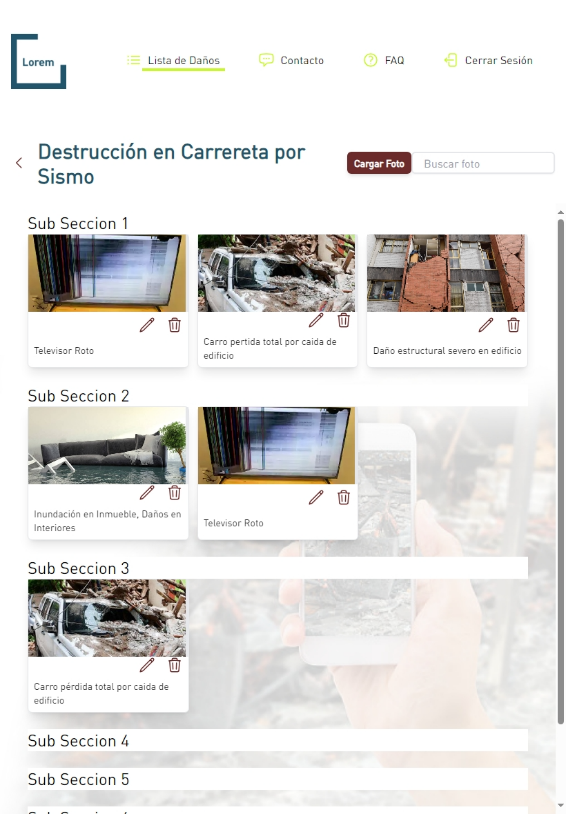 Lorem
Lista de Daños
Contacto
FAQ
Cerrar Sesión
Destrucción en Carrereta por
Sismo
Cargar Foto
Buscar foto
Sub Seccion 1
Televisor Roto
Carro pertida total por caida de
edificio
Daño estructural severo en edificio
Sub Seccion 2
Inundación en Inmueble, Daños en
Interiores
Televisor Roto
Sub Seccion 3
Carro pérdida total por caida de
edificio
Sub Seccion 4
Sub Seccion 5